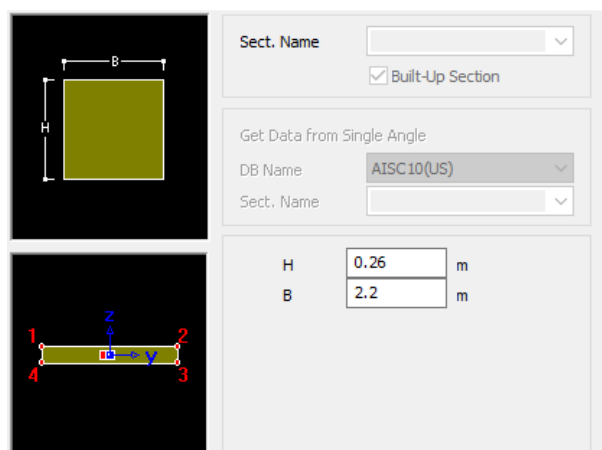 B
H
Sect. Name
Built-Up Section
Get Data from Single Angle
DB Name AISC10(US)
Sect. Name
H 0.26 m
B 2.2 m
z
1 2
y
4 3